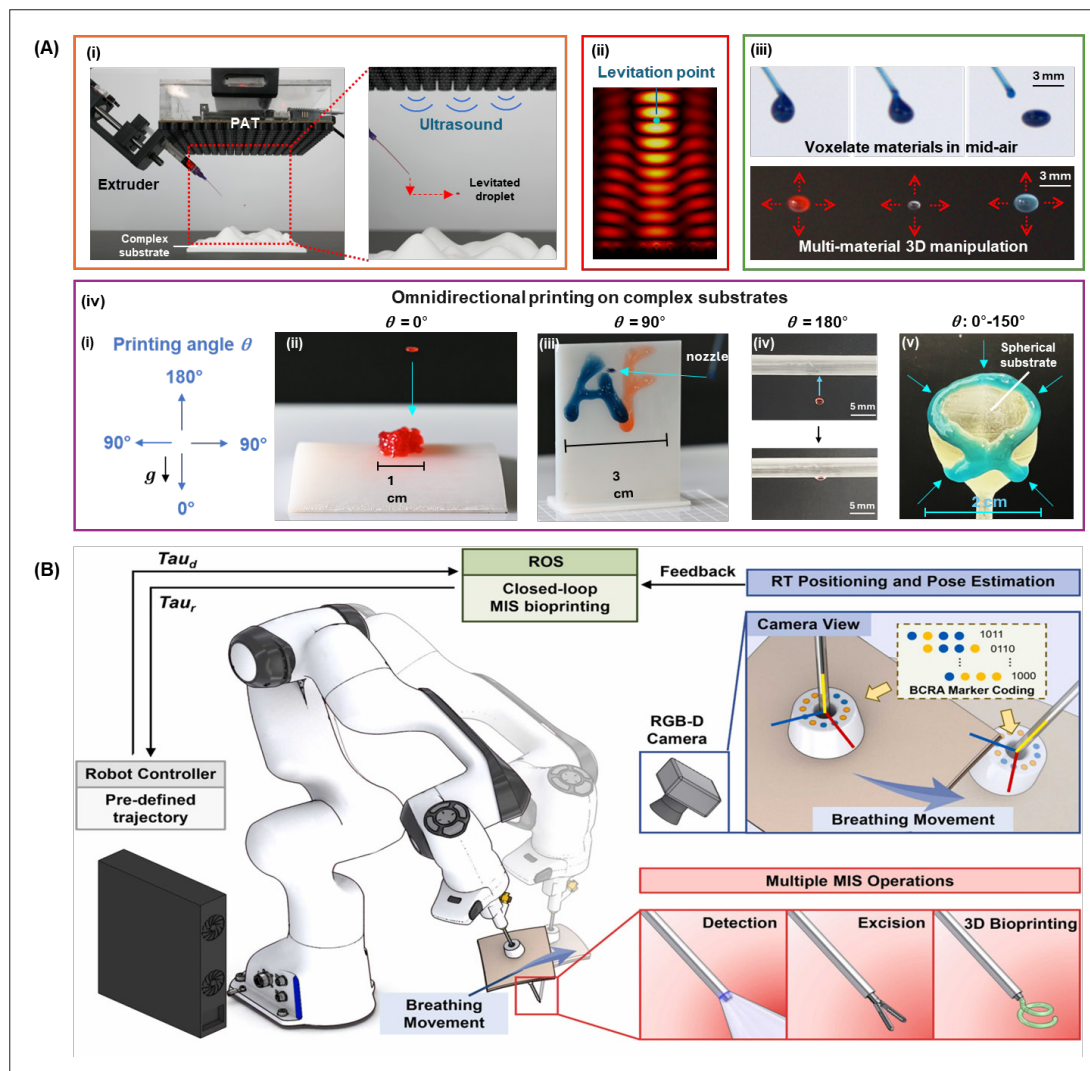 (A)
(i)
PAT
Extruder
Complex
substrate
Ultrasound
Levitated
droplet
(ii)
Levitation point
(iii)
3 mm
Voxelate materials in mid-air
3 mm
Multi-material 3D manipulation
(iv)
Omnidirectional printing on complex substrates
(i)
Printing angle θ
180°
90°
90°
g
0°
θ = 0°
(ii)
1
cm
θ = 90°
(iii)
nozzle
3
cm
θ = 180°
(iv)
5 mm
5 mm
θ: 0°-150°
(v)
Spherical
substrate
2 cm
(B)
Tau_d
Tau_r
ROS
Closed-loop
MIS bioprinting
Feedback
RT Positioning and Pose Estimation
Robot Controller
Pre-defined
trajectory
RGB-D
Camera
Camera View
1011
0110
⋮ ⋮
1000
BCRA Marker Coding
Breathing Movement
Breathing
Movement
Multiple MIS Operations
Detection
Excision
3D Bioprinting